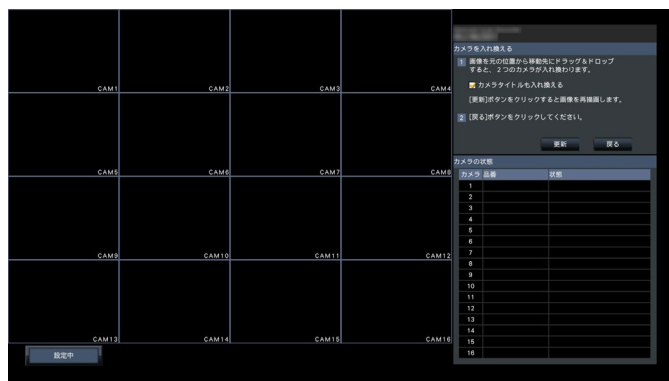 CAM1 CAM2 CAM3 CAM4
CAM5 CAM6 CAM7 CAM8
CAM9 CAM10 CAM11 CAM12
CAM13 CAM14 CAM15 CAM16
設定中
カメラを入れ換える
1 画像を元の位置から移動先にドラッグ&ドロップ
すると、2つのカメラが入れ換わります。
カメラタイトルも入れ換える
[更新]ボタンをクリックすると画像を再描画します。
2 [戻る]ボタンをクリックしてください。
更新 戻る
カメラの状態
カメラ 品番 状態
1
2
3
4
5
6
7
8
9
10
11
12
13
14
15
16